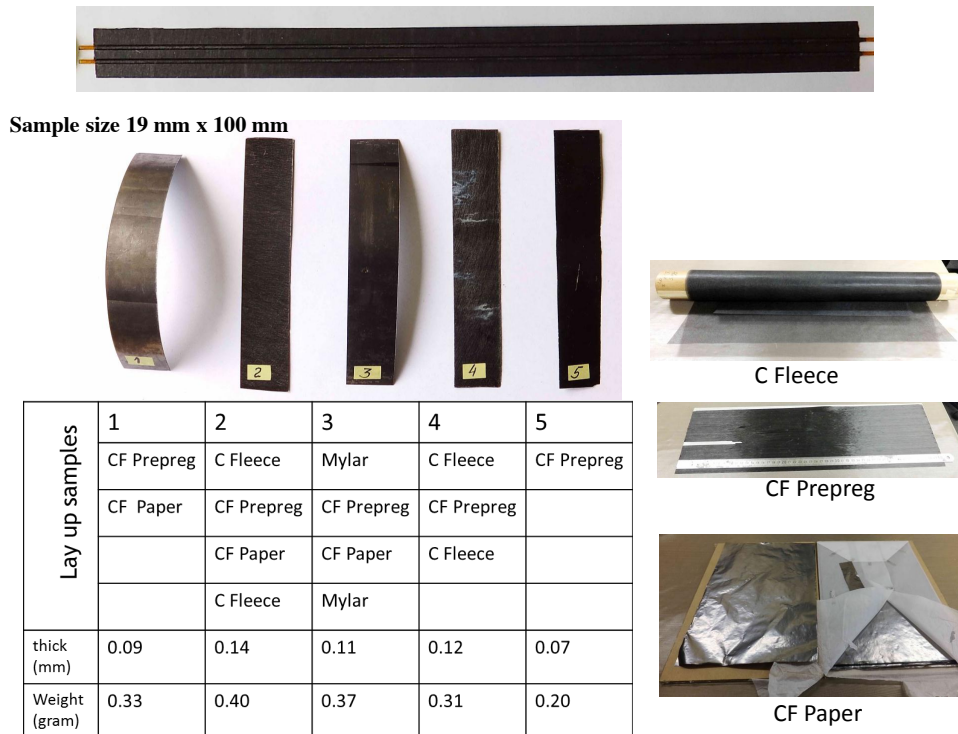 Sample size 19 mm x 100 mm
1
2
3
4
5
C Fleece
CF Prepreg
CF Paper
Lay up samples
1 2 3 4 5
CF Prepreg C Fleece Mylar C Fleece CF Prepreg
CF Paper CF Prepreg CF Prepreg CF Prepreg
CF Paper CF Paper C Fleece
C Fleece Mylar
thick
(mm)
0.09 0.14 0.11 0.12 0.07
Weight
(gram)
0.33 0.40 0.37 0.31 0.20